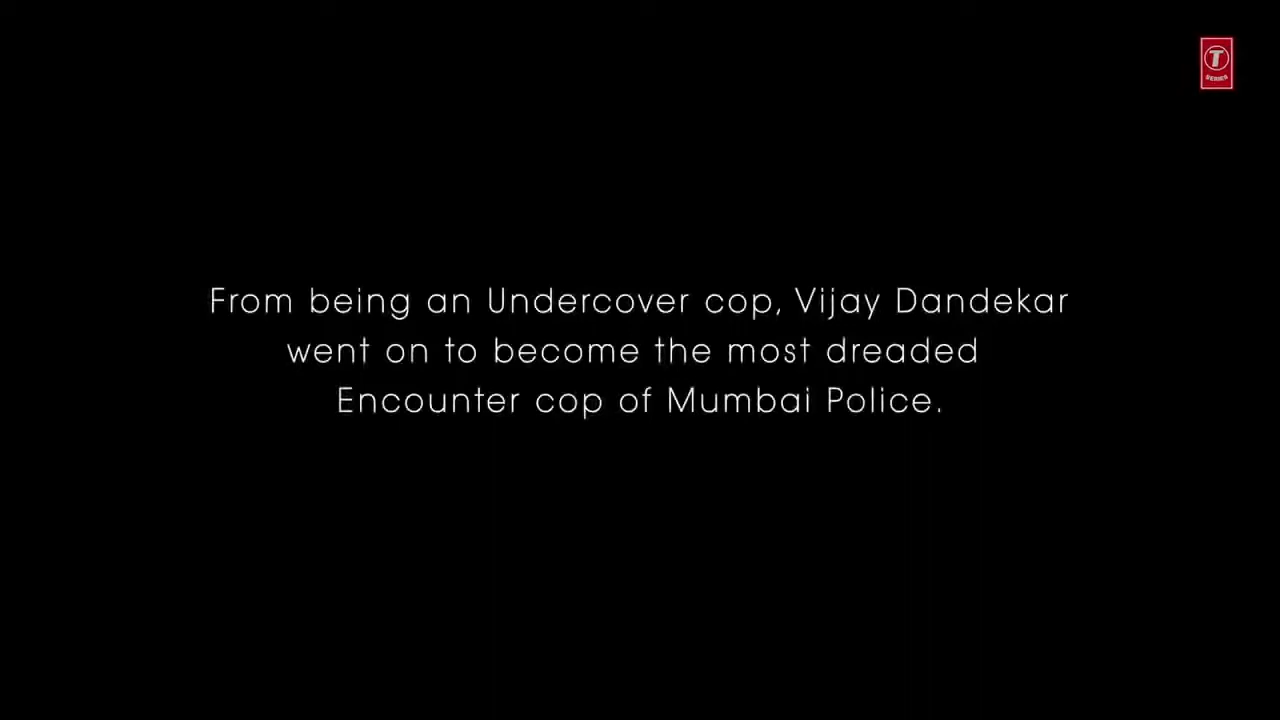 T
SERIES
From being an Undercover cop, Vijay Dandekar
went on to become the most dreaded
Encounter cop of Mumbai Police.